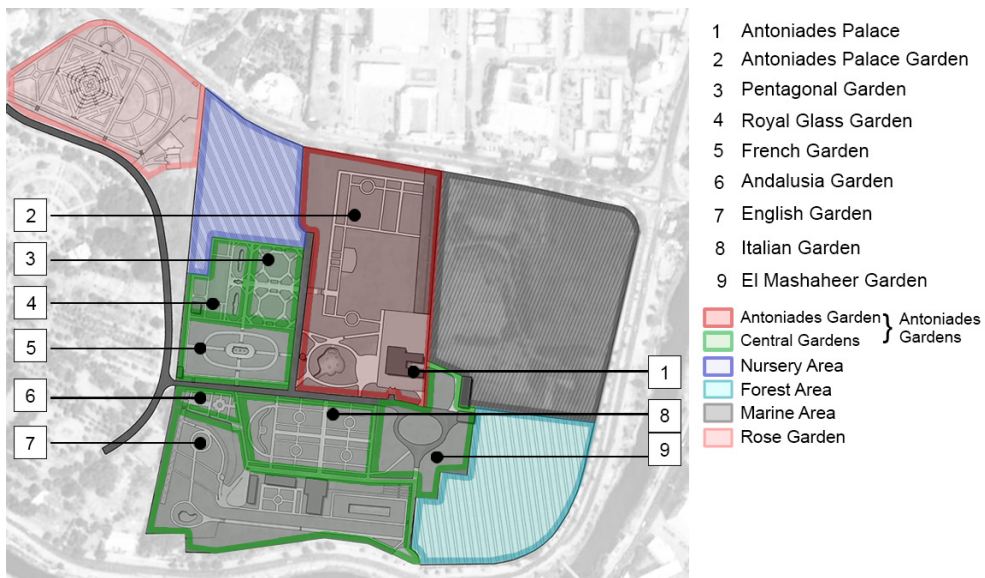 2
3
4
5
6
7
1
8
9
1 Antoniades Palace
2 Antoniades Palace Garden
3 Pentagonal Garden
4 Royal Glass Garden
5 French Garden
6 Andalusia Garden
7 English Garden
8 Italian Garden
9 El Mashaheer Garden
Antoniades Garden
Central Gardens
} Antoniades
Gardens
Nursery Area
Forest Area
Marine Area
Rose Garden